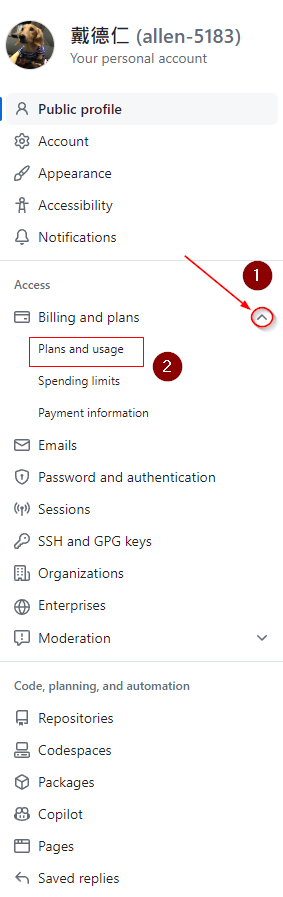 戴德仁 (allen-5183)
Your personal account
Public profile
Account
Appearance
Accessibility
Notifications
1
Access
Billing and plans
Plans and usage
2
Spending limits
Payment information
Emails
Password and authentication
Sessions
SSH and GPG keys
Organizations
Enterprises
Moderation
Code, planning, and automation
Repositories
Codespaces
Packages
Copilot
Pages
Saved replies